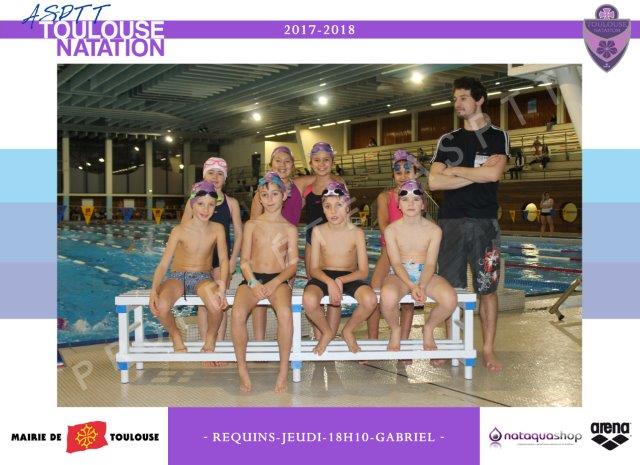 ASPTT
TOULOUSE
NATATION
2017-2018
TOULOUSE
NATATION
MAIRIE DE TOULOUSE
- REQUINS-JEUDI-18H10-GABRIEL -
nataquashop
arena